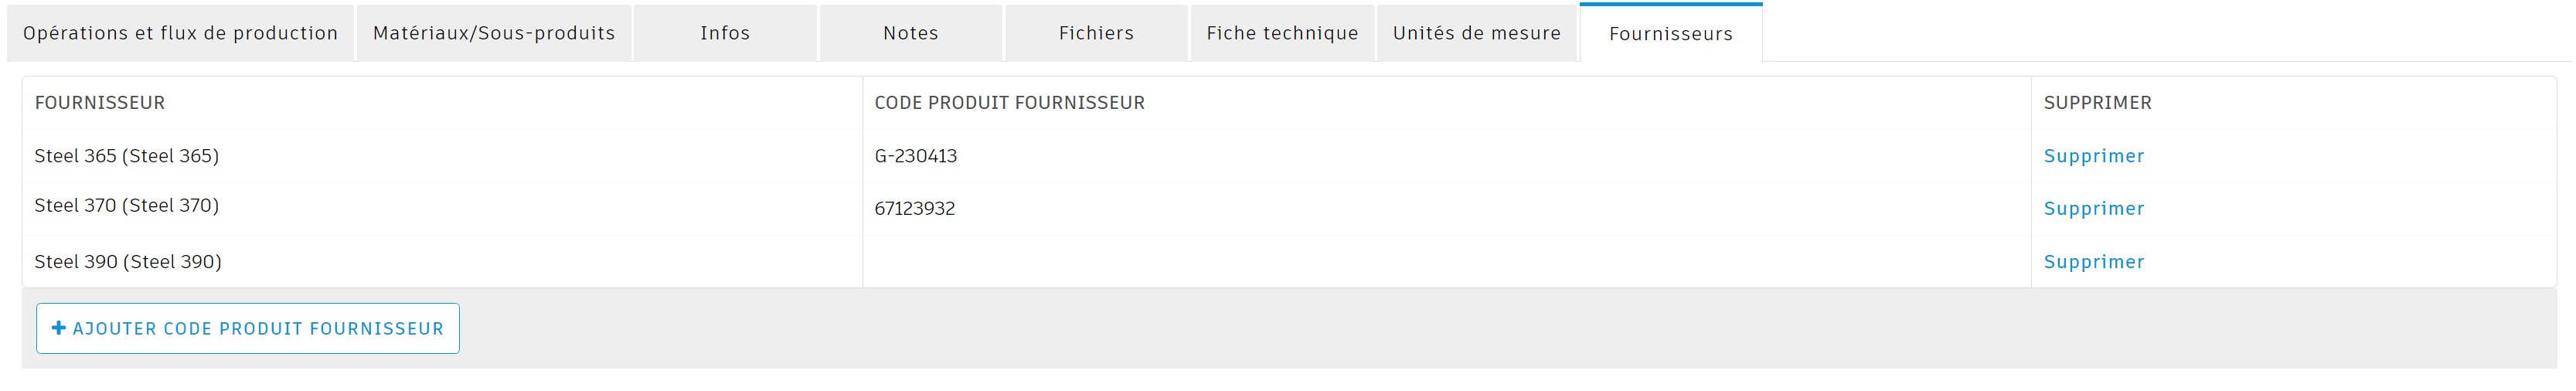 Opérations et flux de production Matériaux/Sous-produits Infos Notes Fichiers Fiche technique Unités de mesure Fournisseurs
FOURNISSEUR CODE PRODUIT FOURNISSEUR SUPPRIMER
Steel 365 (Steel 365) G-230413 Supprimer
Steel 370 (Steel 370) 67123932 Supprimer
Steel 390 (Steel 390) Supprimer
+ AJOUTER CODE PRODUIT FOURNISSEUR